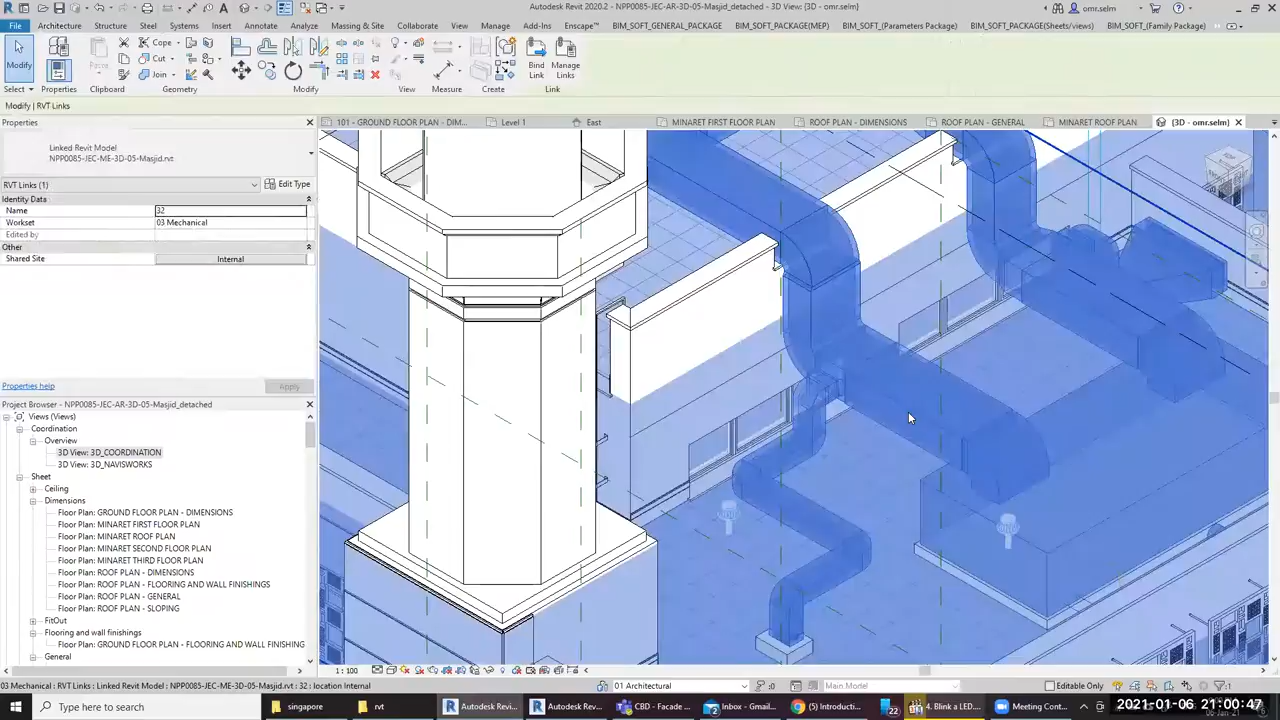 Autodesk Revit 2020.2 - NPP0085-JEC-AR-3D-05-Masjid_detached - 3D View: {3D - omr.selm}
omr.selm
File Architecture Structure Steel Systems Insert Annotate Analyze Massing & Site Collaborate View Manage Add-Ins Enscape™ BIM_SOFT_GENERAL_PACKAGE BIM_SOFT_PACKAGE(MEP) BIM_SOFT_(Parameters Package) BIM_SOFT_PACKAGE(Sheets/views) BIM_SOFT_(Family Package)
Modify
Paste
Cope
Cut
Join
Bind Link
Manage Links
Select Properties Clipboard Geometry Modify View Measure Create Link
Modify | RVT Links
Properties
101 - GROUND FLOOR PLAN - DIM... Level 1 East MINARET FIRST FLOOR PLAN ROOF PLAN - DIMENSIONS ROOF PLAN - GENERAL MINARET ROOF PLAN {3D - omr.selm}
Linked Revit Model
NPP0085-JEC-ME-3D-05-Masjid.rvt
RVT Links (1) Edit Type
Identity Data
Name 32
Workset 03 Mechanical
Edited by
Other
Shared Site Internal
Properties help Apply
Project Browser - NPP0085-JEC-AR-3D-05-Masjid_detached
Views (Views)
Coordination
Overview
3D View: 3D_COORDINATION
3D View: 3D_NAVISWORKS
Sheet
Ceiling
Dimensions
Floor Plan: GROUND FLOOR PLAN - DIMENSIONS
Floor Plan: MINARET FIRST FLOOR PLAN
Floor Plan: MINARET ROOF PLAN
Floor Plan: MINARET SECOND FLOOR PLAN
Floor Plan: MINARET THIRD FLOOR PLAN
Floor Plan: ROOF PLAN - DIMENSIONS
Floor Plan: ROOF PLAN - FLOORING AND WALL FINISHINGS
Floor Plan: ROOF PLAN - GENERAL
Floor Plan: ROOF PLAN - SLOPING
FitOut
Flooring and wall finishings
Floor Plan: GROUND FLOOR PLAN - FLOORING AND WALL FINISHING
General
1 : 100
03 Mechanical : RVT Links : Linked Revit Model : NPP0085-JEC-ME-3D-05-Masjid.rvt : 32 : location Internal
01 Architectural :0 Main Model Editable Only :1
Type here to search singapore rvt Autodesk Revi... Autodesk Rev... CBD - Facade ... Inbox - Gmail... (5) Introducti... 22 4. Blink a LED... Meeting Cont... 2021-01-06 21:00:47